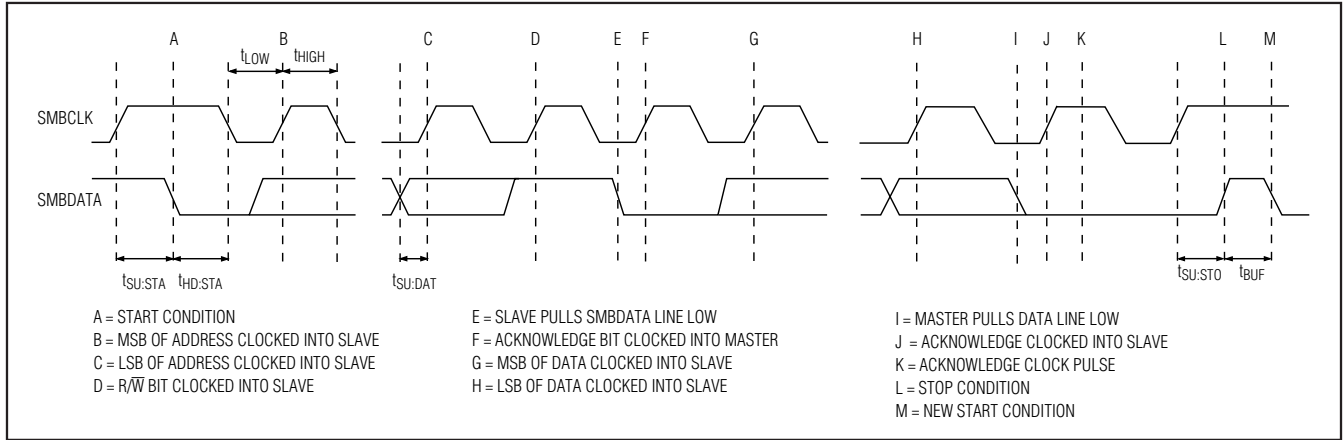 A B C D E F G H I J K L M
tLOW tHIGH
SMBCLK
SMBDATA
tSU:STA tHD:STA tSU:DAT tSU:STO tBUF
A = START CONDITION
B = MSB OF ADDRESS CLOCKED INTO SLAVE
C = LSB OF ADDRESS CLOCKED INTO SLAVE
D = R/W̅ BIT CLOCKED INTO SLAVE
E = SLAVE PULLS SMBDATA LINE LOW
F = ACKNOWLEDGE BIT CLOCKED INTO MASTER
G = MSB OF DATA CLOCKED INTO SLAVE
H = LSB OF DATA CLOCKED INTO SLAVE
I = MASTER PULLS DATA LINE LOW
J = ACKNOWLEDGE CLOCKED INTO SLAVE
K = ACKNOWLEDGE CLOCK PULSE
L = STOP CONDITION
M = NEW START CONDITION